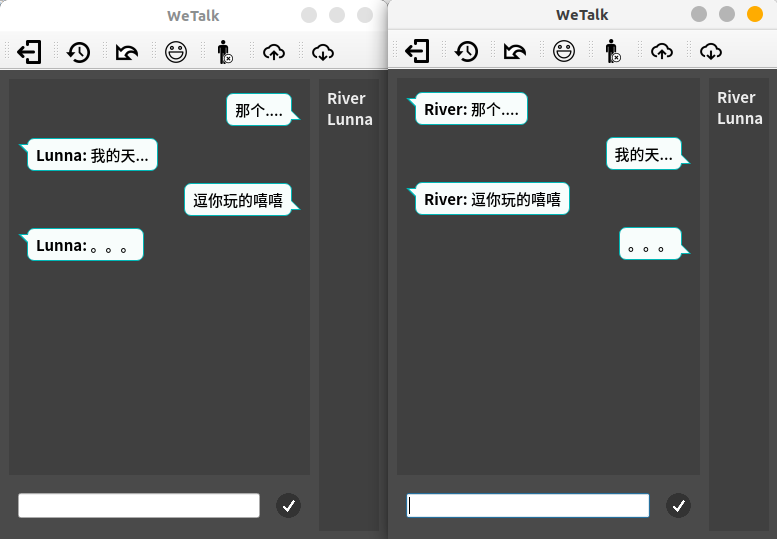 WeTalk
那个....
Lunna: 我的天...
逗你玩的嘻嘻
Lunna: 。。。
River
Lunna
WeTalk
River: 那个....
我的天...
River: 逗你玩的嘻嘻
。。。
River
Lunna